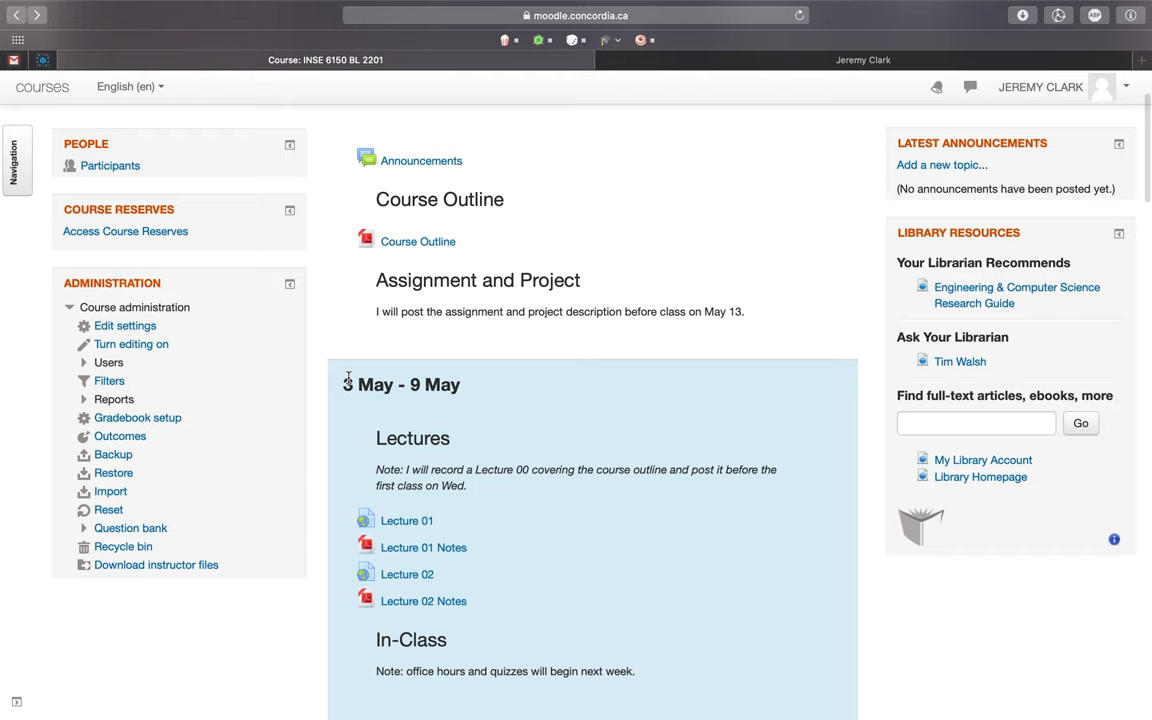 moodle.concordia.ca
ABP
Course: INSE 6150 BL 2201
Jeremy Clark
courses
English (en)
JEREMY CLARK
Navigation
PEOPLE
Participants
COURSE RESERVES
Access Course Reserves
ADMINISTRATION
Course administration
Edit settings
Turn editing on
Users
Filters
Reports
Gradebook setup
Outcomes
Backup
Restore
Import
Reset
Question bank
Recycle bin
Download instructor files
Announcements
Course Outline
Course Outline
Assignment and Project
I will post the assignment and project description before class on May 13.
3 May - 9 May
Lectures
Note: I will record a Lecture 00 covering the course outline and post it before the
first class on Wed.
Lecture 01
Lecture 01 Notes
Lecture 02
Lecture 02 Notes
In-Class
Note: office hours and quizzes will begin next week.
LATEST ANNOUNCEMENTS
Add a new topic...
(No announcements have been posted yet.)
LIBRARY RESOURCES
Your Librarian Recommends
Engineering & Computer Science
Research Guide
Ask Your Librarian
Tim Walsh
Find full-text articles, ebooks, more
Go
My Library Account
Library Homepage